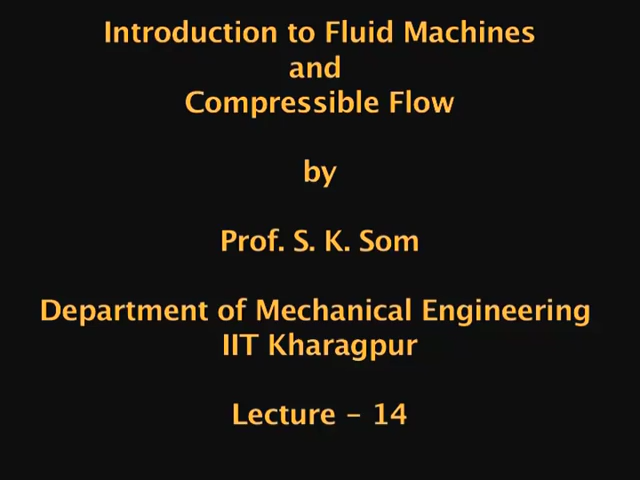 Introduction to Fluid Machines
and
Compressible Flow
by
Prof. S. K. Som
Department of Mechanical Engineering
IIT Kharagpur
Lecture – 14